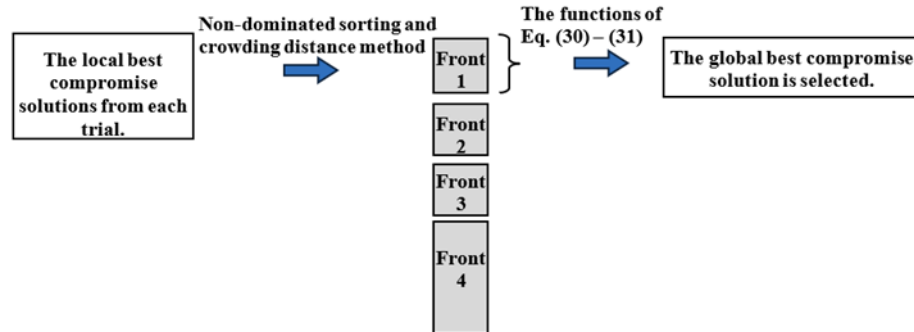 The local best
compromise
solutions from each
trial.
Non-dominated sorting and
crowding distance method
Front
1
Front
2
Front
3
Front
4
The functions of
Eq. (30) – (31)
The global best compromise
solution is selected.